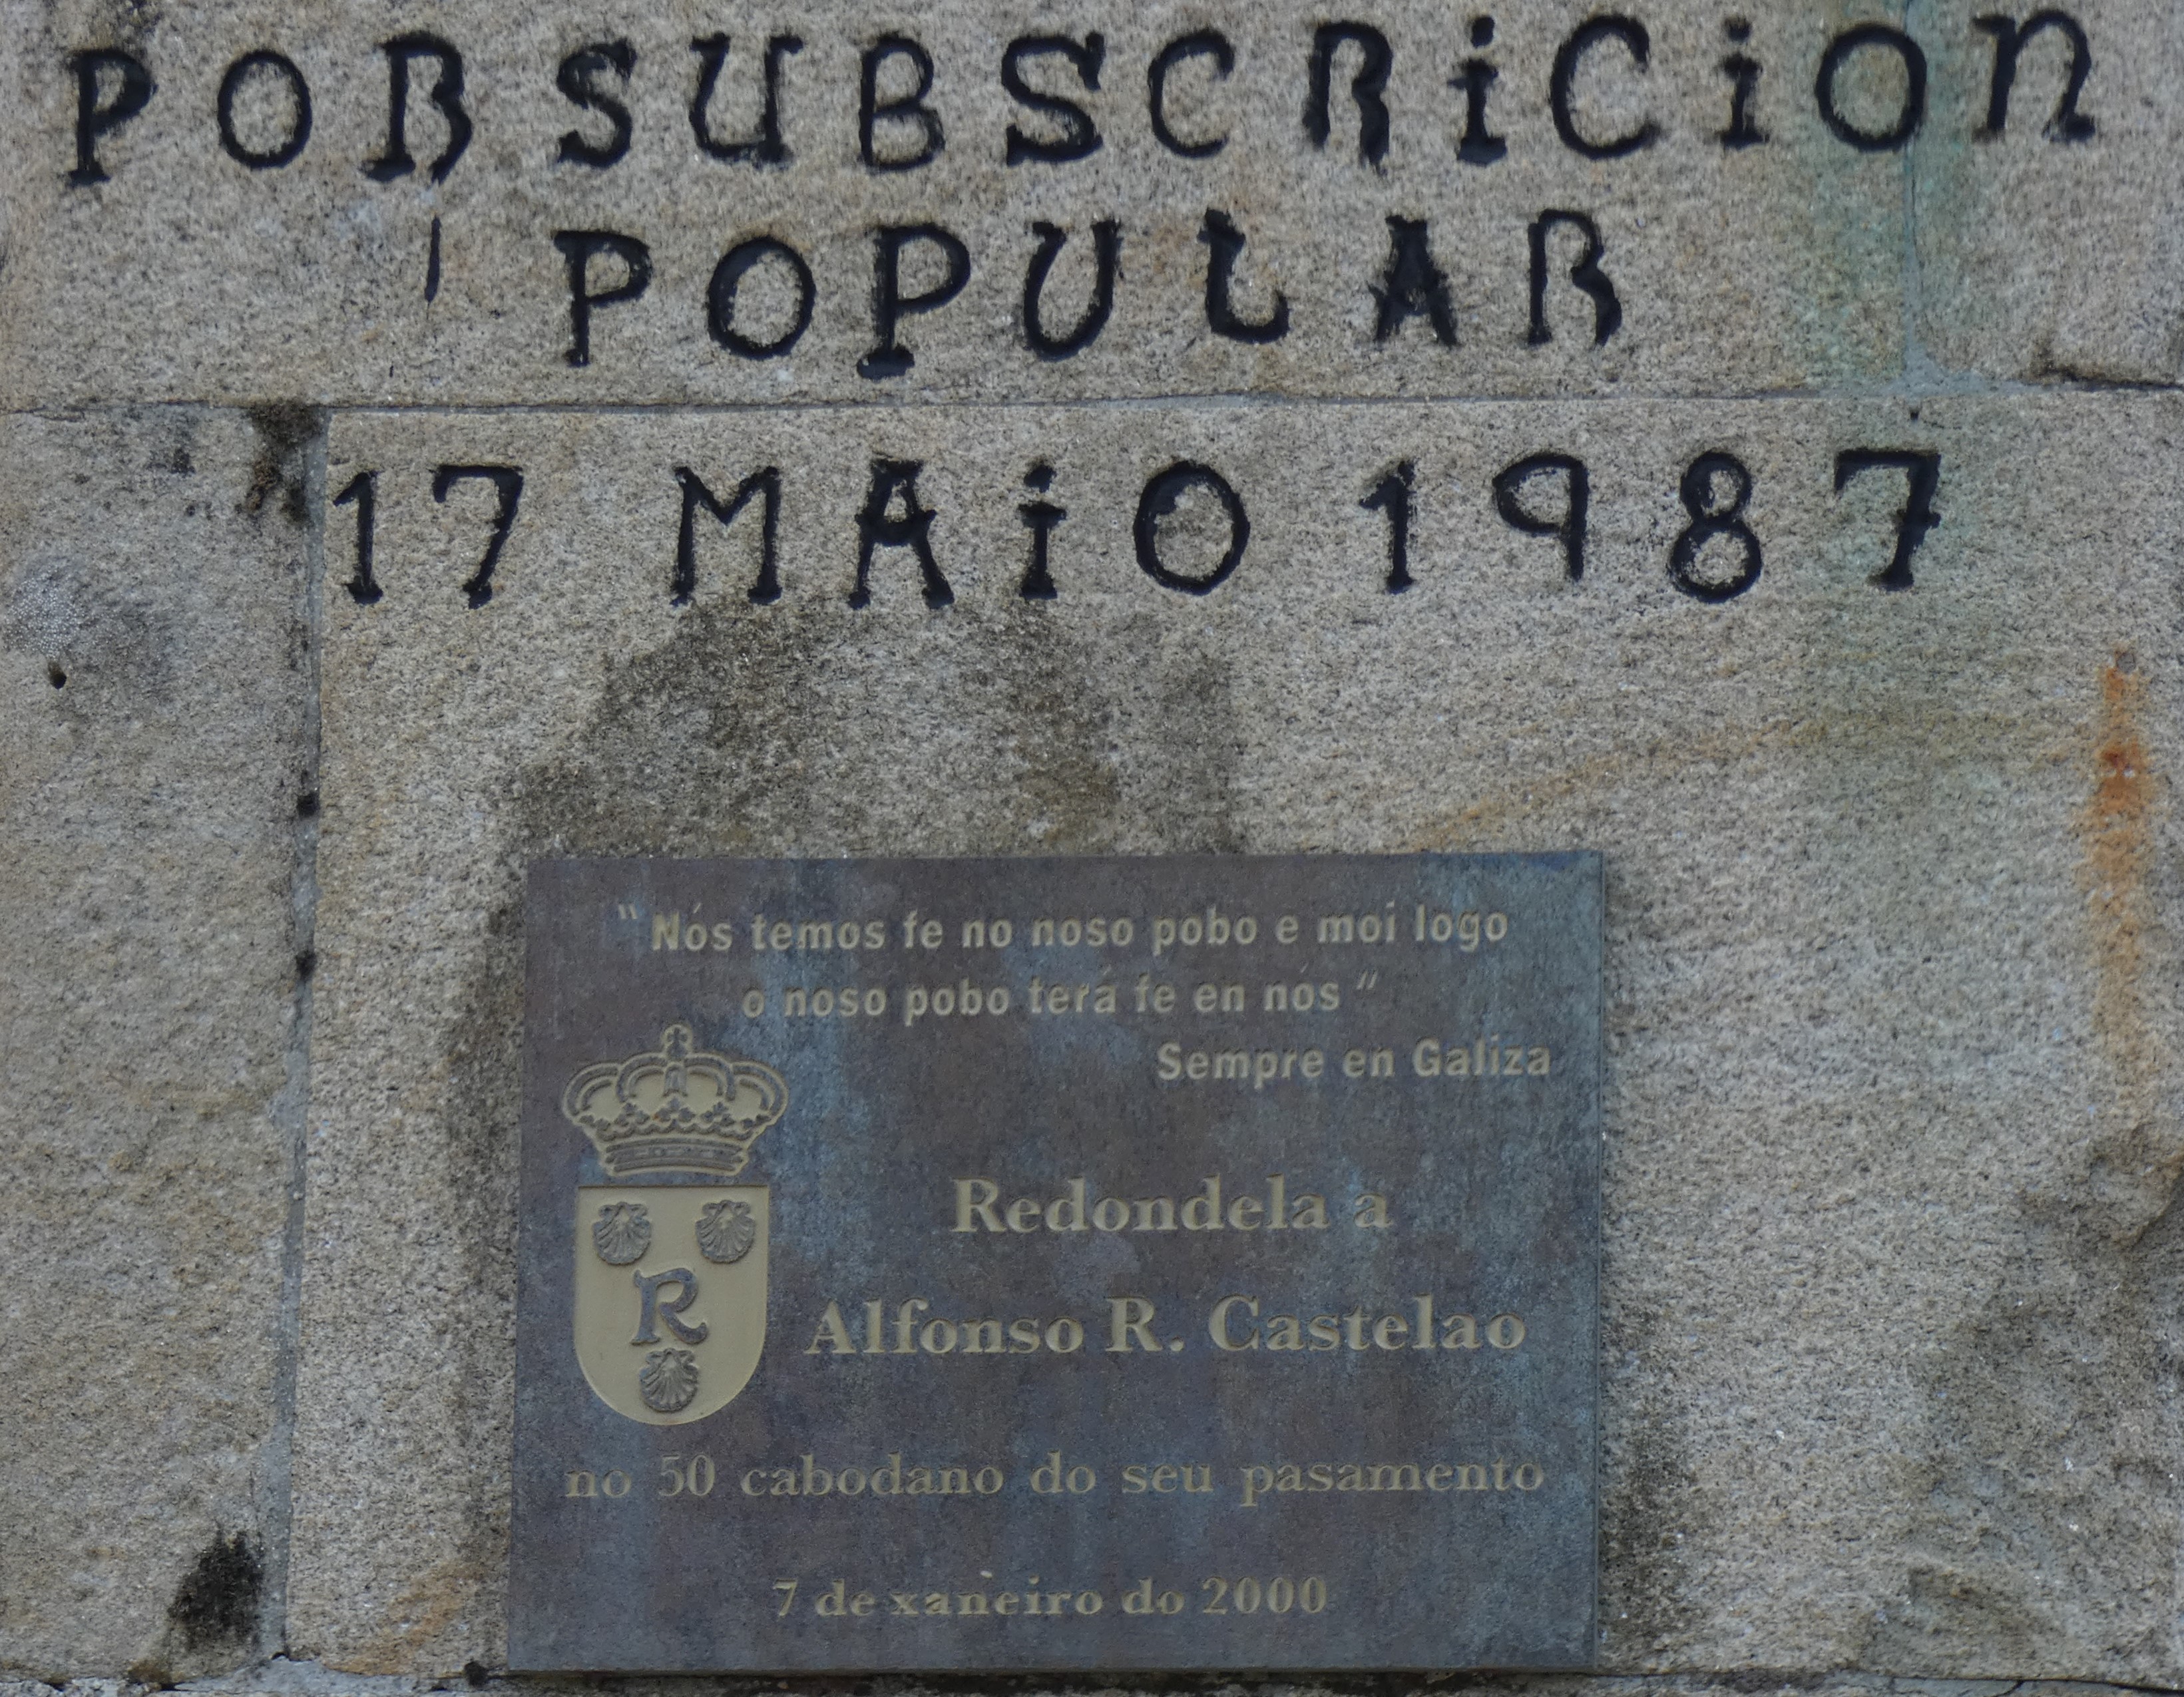 POR SUBSCRiCiON
POPULAR
17 MAiO 1987
"Nós temos fe no noso pobo e moi logo
o noso pobo terá fe en nós"
Sempre en Galiza
Redondela a
R
Alfonso R. Castelao
no 50 cabodano do seu pasamento
7 de xaneiro do 2000